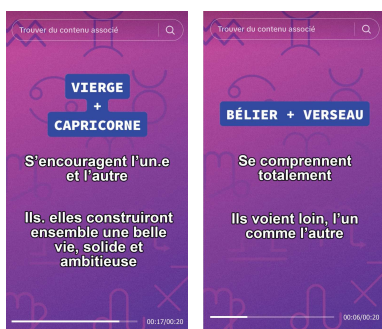 Trouver du contenu associé
VIERGE
+
CAPRICORNE
S'encouragent l'un.e
et l'autre
Ils. elles construiront
ensemble une belle
vie, solide et
ambitieuse
00:17/00:20
Trouver du contenu associé
BÉLIER + VERSEAU
Se comprennent
totalement
Ils voient loin, l'un
comme l'autre
00:06/00:20